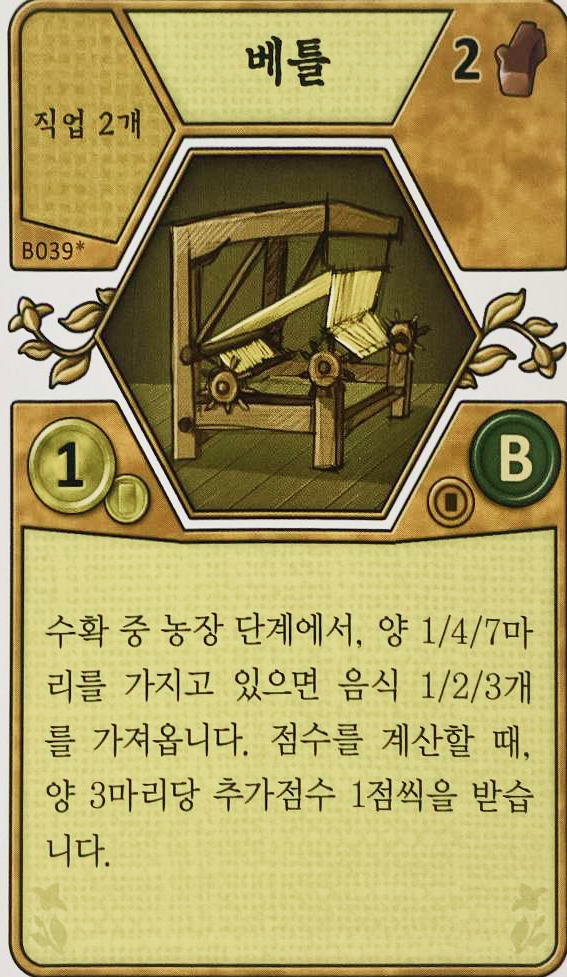 베틀
2
직업 2개
B039*
1
B
수확 중 농장 단계에서, 양 1/4/7마
리를 가지고 있으면 음식 1/2/3개
를 가져옵니다. 점수를 계산할 때,
양 3마리당 추가점수 1점씩을 받습
니다.